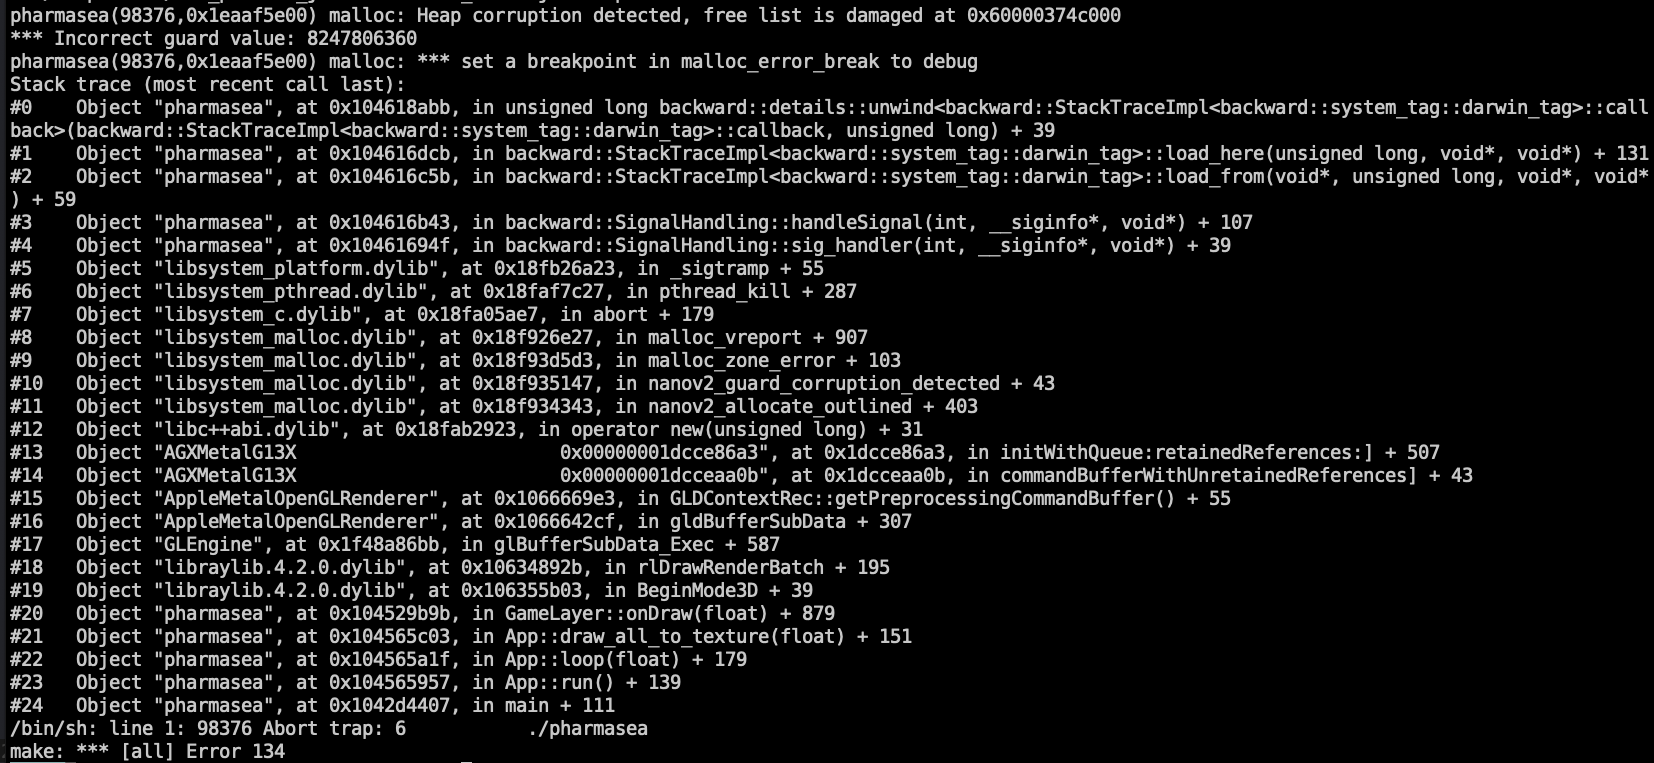 pharmasea(98376,0x1eaaf5e00) malloc: Heap corruption detected, free list is damaged at 0x60000374c000
*** Incorrect guard value: 8247806360
pharmasea(98376,0x1eaaf5e00) malloc: *** set a breakpoint in malloc_error_break to debug
Stack trace (most recent call last):
#0    Object "pharmasea", at 0x104618abb, in unsigned long backward::details::unwind<backward::StackTraceImpl<backward::system_tag::darwin_tag>::call
back>(backward::StackTraceImpl<backward::system_tag::darwin_tag>::callback, unsigned long) + 39
#1    Object "pharmasea", at 0x104616dcb, in backward::StackTraceImpl<backward::system_tag::darwin_tag>::load_here(unsigned long, void*, void*) + 131
#2    Object "pharmasea", at 0x104616c5b, in backward::StackTraceImpl<backward::system_tag::darwin_tag>::load_from(void*, unsigned long, void*, void*
) + 59
#3    Object "pharmasea", at 0x104616b43, in backward::SignalHandling::handleSignal(int, __siginfo*, void*) + 107
#4    Object "pharmasea", at 0x10461694f, in backward::SignalHandling::sig_handler(int, __siginfo*, void*) + 39
#5    Object "libsystem_platform.dylib", at 0x18fb26a23, in _sigtramp + 55
#6    Object "libsystem_pthread.dylib", at 0x18faf7c27, in pthread_kill + 287
#7    Object "libsystem_c.dylib", at 0x18fa05ae7, in abort + 179
#8    Object "libsystem_malloc.dylib", at 0x18f926e27, in malloc_vreport + 907
#9    Object "libsystem_malloc.dylib", at 0x18f93d5d3, in malloc_zone_error + 103
#10   Object "libsystem_malloc.dylib", at 0x18f935147, in nanov2_guard_corruption_detected + 43
#11   Object "libsystem_malloc.dylib", at 0x18f934343, in nanov2_allocate_outlined + 403
#12   Object "libc++abi.dylib", at 0x18fab2923, in operator new(unsigned long) + 31
#13   Object "AGXMetalG13X                        0x00000001dcce86a3", at 0x1dcce86a3, in initWithQueue:retainedReferences:] + 507
#14   Object "AGXMetalG13X                        0x00000001dcceaa0b", at 0x1dcceaa0b, in commandBufferWithUnretainedReferences] + 43
#15   Object "AppleMetalOpenGLRenderer", at 0x1066669e3, in GLDContextRec::getPreprocessingCommandBuffer() + 55
#16   Object "AppleMetalOpenGLRenderer", at 0x1066642cf, in gldBufferSubData + 307
#17   Object "GLEngine", at 0x1f48a86bb, in glBufferSubData_Exec + 587
#18   Object "libraylib.4.2.0.dylib", at 0x10634892b, in rlDrawRenderBatch + 195
#19   Object "libraylib.4.2.0.dylib", at 0x106355b03, in BeginMode3D + 39
#20   Object "pharmasea", at 0x104529b9b, in GameLayer::onDraw(float) + 879
#21   Object "pharmasea", at 0x104565c03, in App::draw_all_to_texture(float) + 151
#22   Object "pharmasea", at 0x104565a1f, in App::loop(float) + 179
#23   Object "pharmasea", at 0x104565957, in App::run() + 139
#24   Object "pharmasea", at 0x1042d4407, in main + 111
/bin/sh: line 1: 98376 Abort trap: 6           ./pharmasea
make: *** [all] Error 134